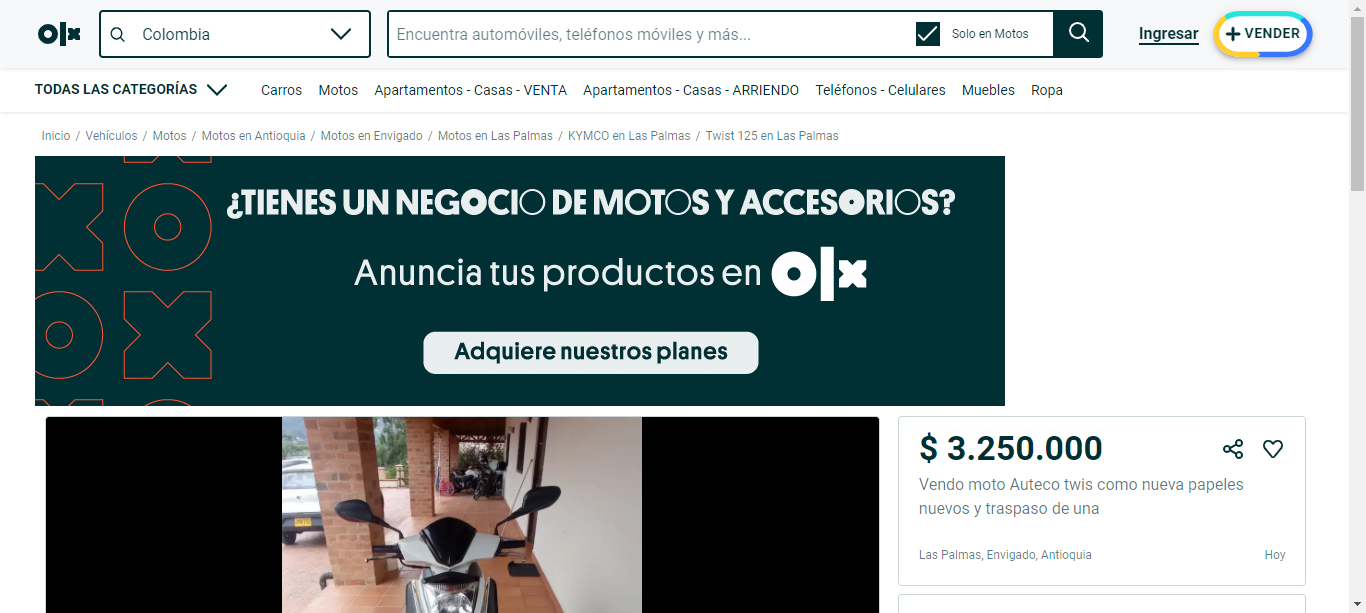 olx
Colombia
Encuentra automóviles, teléfonos móviles y más...
Solo en Motos
Ingresar
VENDER
TODAS LAS CATEGORÍAS
Carros
Motos
Apartamentos - Casas - VENTA
Apartamentos - Casas - ARRIENDO
Teléfonos - Celulares
Muebles
Ropa
Inicio / Vehículos / Motos / Motos en Antioquia / Motos en Envigado / Motos en Las Palmas / KYMCO en Las Palmas / Twist 125 en Las Palmas
¿TIENES UN NEGOCIO DE MOTOS Y ACCESORIOS?
Anuncia tus productos en olx
Adquiere nuestros planes
$ 3.250.000
Vendo moto Auteco twis como nueva papeles
nuevos y traspaso de una
Las Palmas, Envigado, Antioquia
Hoy